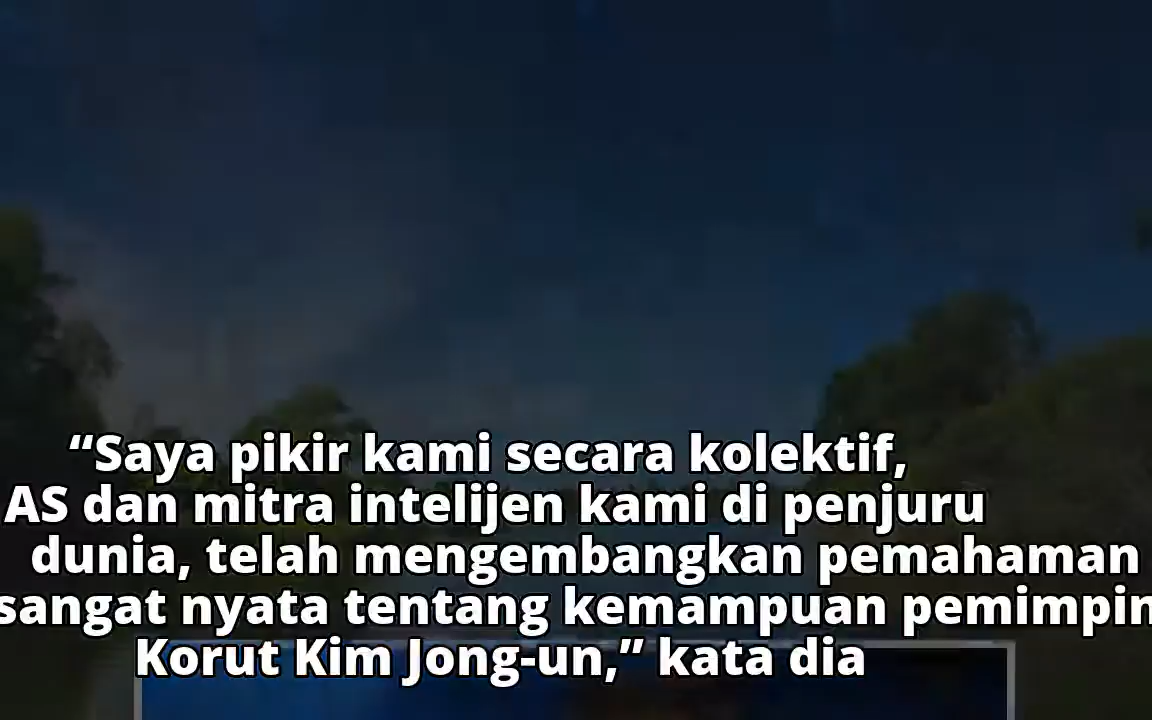 “Saya pikir kami secara kolektif,
AS dan mitra intelijen kami di penjuru
dunia, telah mengembangkan pemahaman
sangat nyata tentang kemampuan pemimpin
Korut Kim Jong-un,” kata dia